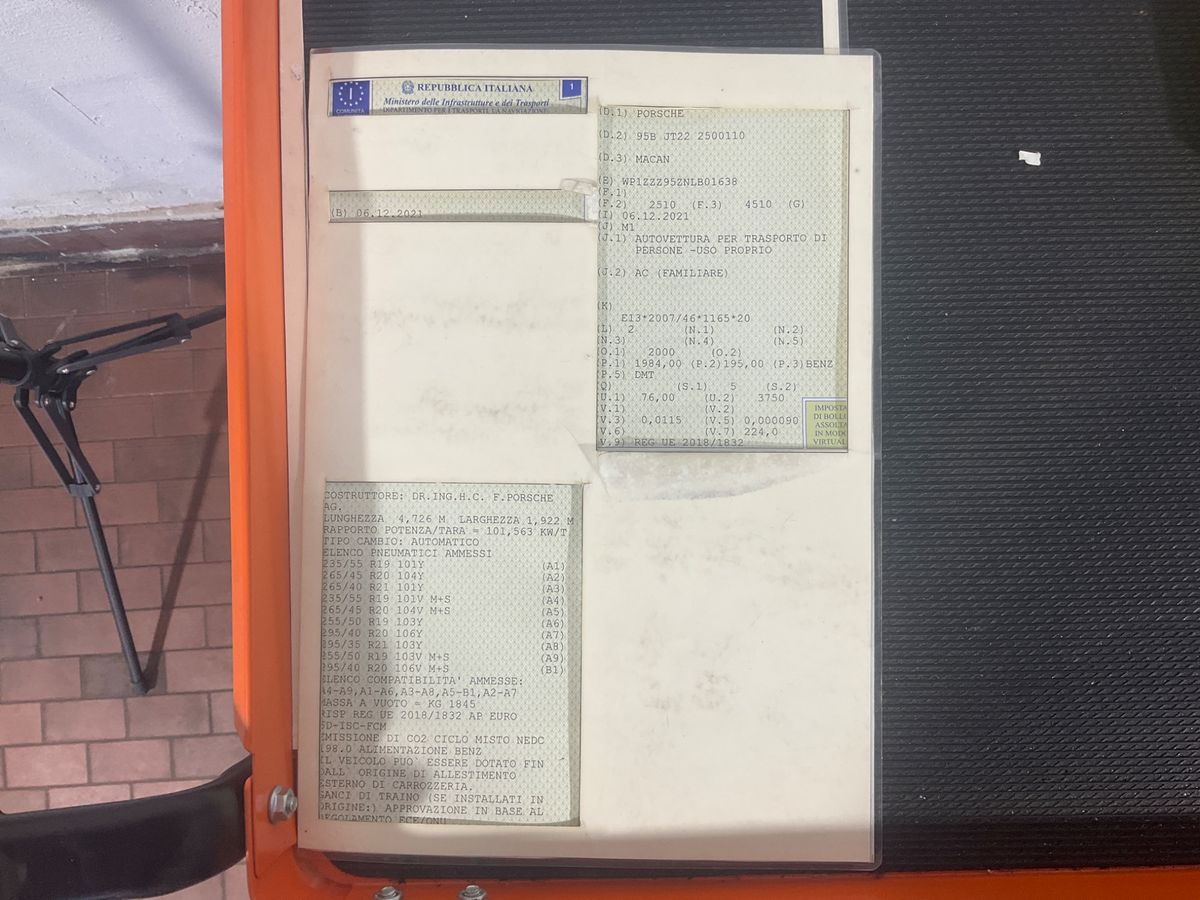 REPUBBLICA ITALIANA
1
COMUNITÀ
Ministero delle Infrastrutture e dei Trasporti
DIPARTIMENTO PER I TRASPORTI, LA NAVIGAZIONE
(B) 06.12.2021
(D.1) PORSCHE
(D.2) 95B JT22 2500110
(D.3) MACAN
(E) WP1ZZZ95ZNLB01638
(F.1)
(F.2) 2510 (F.3) 4510 (G)
(I) 06.12.2021
(J) M1
(J.1) AUTOVETTURA PER TRASPORTO DI
PERSONE -USO PROPRIO
(J.2) AC (FAMILIARE)
(K)
E13*2007/46*1165*20
(L) 2 (N.1) (N.2)
(N.3) (N.4) (N.5)
(O.1) 2000 (O.2)
(P.1) 1984,00 (P.2)195,00 (P.3)BENZ
(P.5) DMT
(Q) (S.1) 5 (S.2)
(U.1) 76,00 (U.2) 3750
(V.1) (V.2)
(V.3) 0,0115 (V.5) 0,000090
(V.6) (V.7) 224,0
(V.9) REG UE 2018/1832
IMPOSTA
DI BOLLO
ASSOLTA
IN MODO
VIRTUAL
COSTRUTTORE: DR.ING.H.C. F.PORSCHE
AG.
LUNGHEZZA 4,726 M LARGHEZZA 1,922 M
RAPPORTO POTENZA/TARA = 101,563 KW/T
TIPO CAMBIO: AUTOMATICO
ELENCO PNEUMATICI AMMESSI
235/55 R19 101Y (A1)
265/45 R20 104Y (A2)
265/40 R21 101Y (A3)
235/55 R19 101V M+S (A4)
265/45 R20 104V M+S (A5)
255/50 R19 103Y (A6)
295/40 R20 106Y (A7)
295/35 R21 103Y (A8)
255/50 R19 103V M+S (A9)
295/40 R20 106V M+S (B1)
ELENCO COMPATIBILITA' AMMESSE:
A4-A9,A1-A6,A3-A8,A5-B1,A2-A7
MASSA A VUOTO = KG 1845
RISP REG UE 2018/1832 AP EURO
6D-ISC-FCM
EMISSIONE DI CO2 CICLO MISTO NEDC
198.0 ALIMENTAZIONE BENZ
IL VEICOLO PUO` ESSERE DOTATO FIN
DALL` ORIGINE DI ALLESTIMENTO
ESTERNO DI CARROZZERIA.
GANCI DI TRAINO (SE INSTALLATI IN
ORIGINE:) APPROVAZIONE IN BASE AL
REGOLAMENTO ECE/ONU